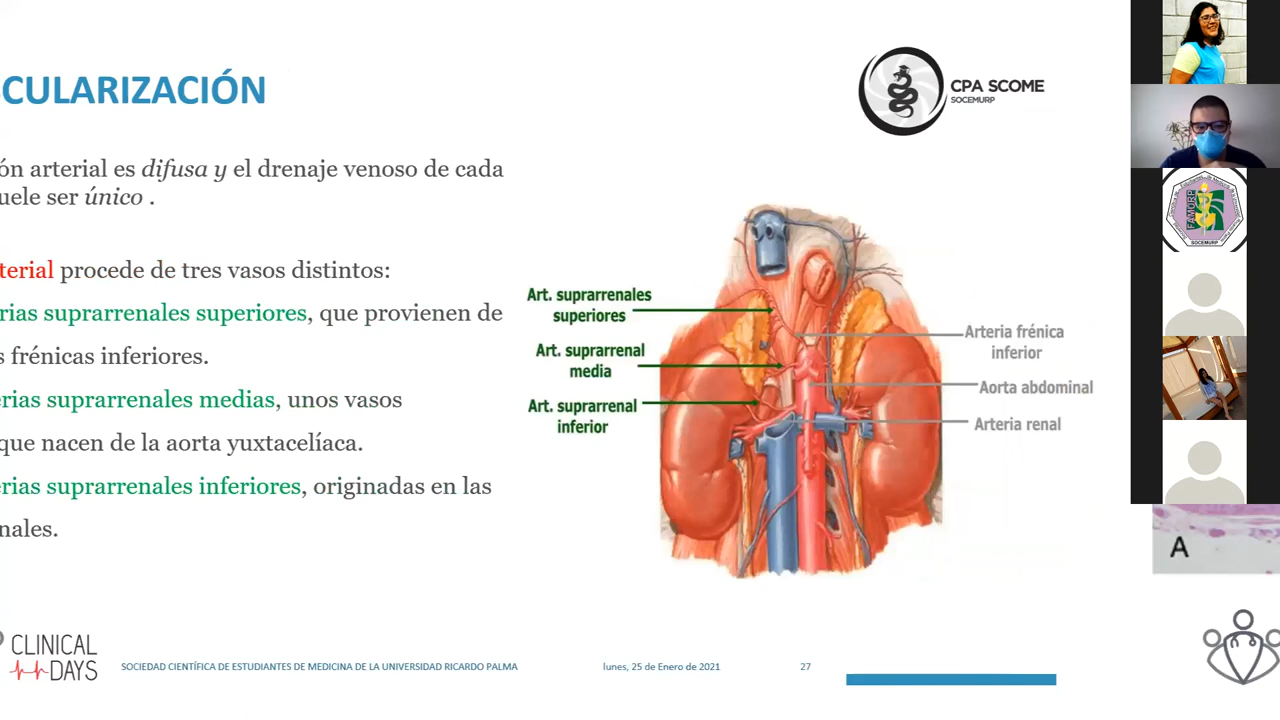 CULARIZACIÓN
CPA SCOME
SOCEMURP
ón arterial es difusa y el drenaje venoso de cada
uele ser único .
terial procede de tres vasos distintos:
rias suprarrenales superiores, que provienen de
s frénicas inferiores.
erias suprarrenales medias, unos vasos
que nacen de la aorta yuxtacelíaca.
erias suprarrenales inferiores, originadas en las
nales.
Art. suprarrenales
superiores
Art. suprarrenal
media
Art. suprarrenal
inferior
Arteria frénica
inferior
Aorta abdominal
Arteria renal
FAMURP
SOCEMURP
A
CLINICAL
DAYS
SOCIEDAD CIENTÍFICA DE ESTUDIANTES DE MEDICINA DE LA UNIVERSIDAD RICARDO PALMA
lunes, 25 de Enero de 2021
27